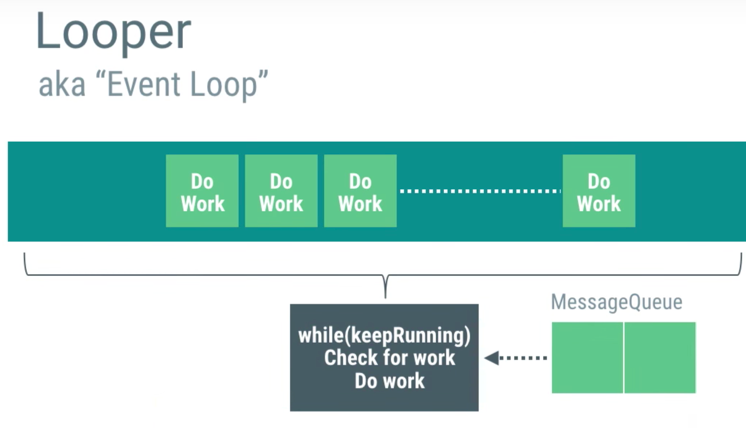 Looper
aka “Event Loop”
Do
Work
Do
Work
Do
Work
Do
Work
MessageQueue
while(keepRunning)
Check for work
Do work